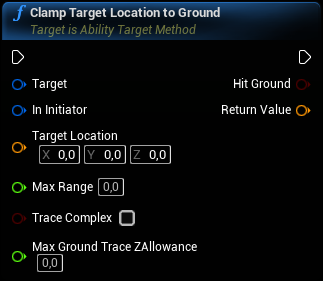 f Clamp Target Location to Ground
Target is Ability Target Method
Target Hit Ground
In Initiator Return Value
Target Location
X 0,0 Y 0,0 Z 0,0
Max Range 0,0
Trace Complex
Max Ground Trace ZAllowance
0,0